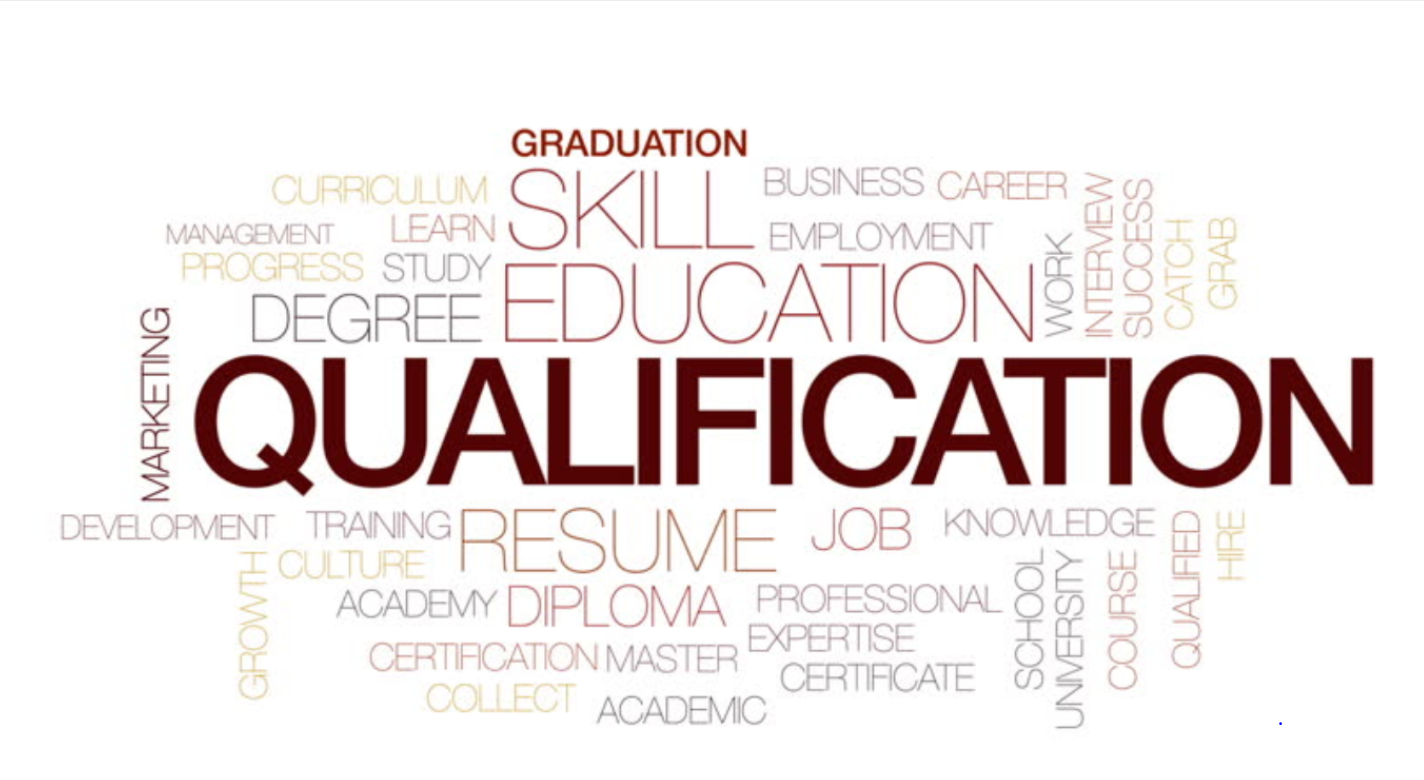 GRADUATION
CURRICULUM
SKILL
BUSINESS
CAREER
MANAGEMENT
LEARN
EMPLOYMENT
PROGRESS
STUDY
DEGREE
EDUCATION
WORK
INTERVIEW
SUCCESS
CATCH
GRAB
MARKETING
QUALIFICATION
DEVELOPMENT
TRAINING
RESUME
JOB
KNOWLEDGE
QUALIFIED
HIRE
GROWTH
CULTURE
ACADEMY
DIPLOMA
PROFESSIONAL
SCHOOL
UNIVERSITY
COURSE
CERTIFICATION
MASTER
EXPERTISE
CERTIFICATE
COLLECT
ACADEMIC